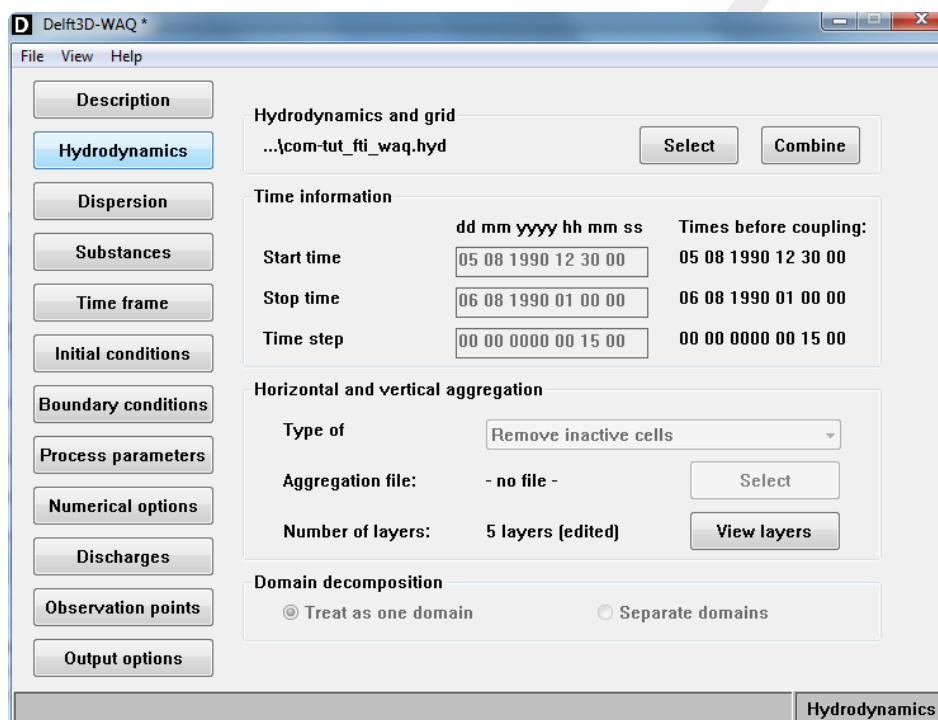 D Delft3D-WAQ *
File View Help
Description
Hydrodynamics
Dispersion
Substances
Time frame
Initial conditions
Boundary conditions
Process parameters
Numerical options
Discharges
Observation points
Output options
Hydrodynamics and grid
...\com-tut_fti_waq.hyd Select Combine
Time information
dd mm yyyy hh mm ss Times before coupling:
Start time 05 08 1990 12 30 00 05 08 1990 12 30 00
Stop time 06 08 1990 01 00 00 06 08 1990 01 00 00
Time step 00 00 0000 00 15 00 00 00 0000 00 15 00
Horizontal and vertical aggregation
Type of Remove inactive cells
Aggregation file: - no file - Select
Number of layers: 5 layers (edited) View layers
Domain decomposition
Treat as one domain Separate domains
Hydrodynamics